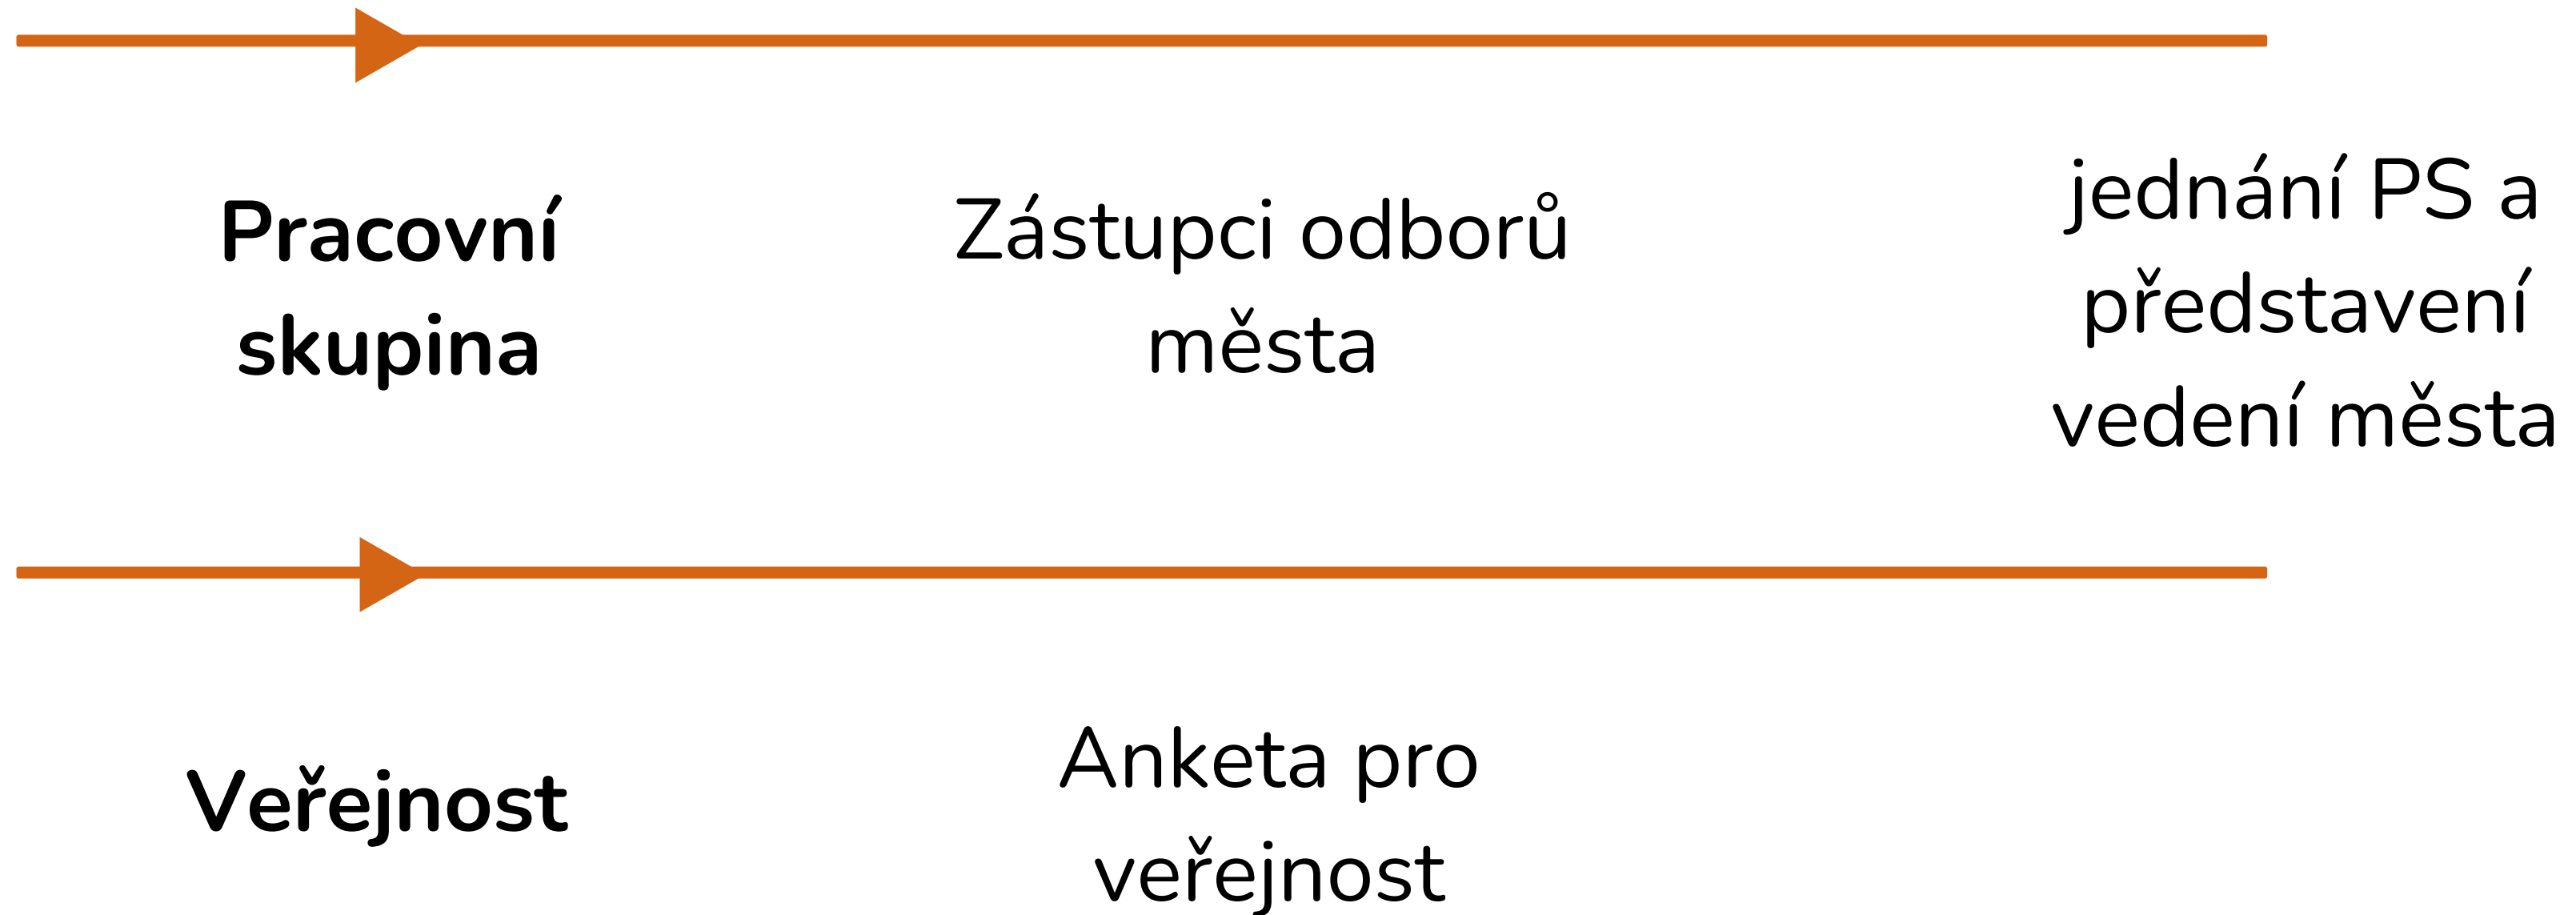 Pracovní
skupina
Zástupci odborů
města
jednání PS a
představení
vedení města
Veřejnost
Anketa pro
veřejnost